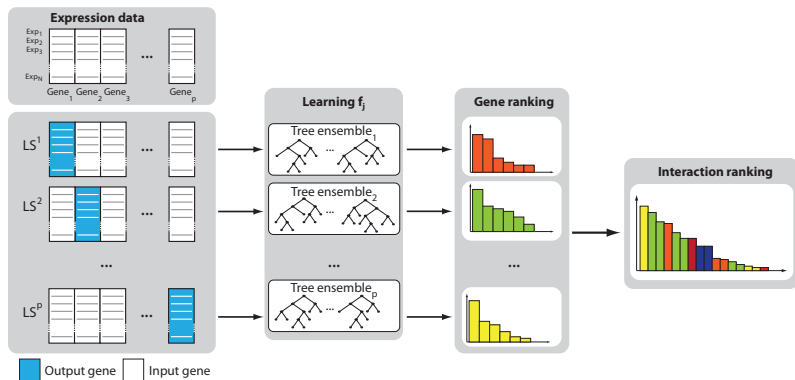 Expression data
Exp1
Exp2
Exp3
...
ExpN
Gene1 Gene2 Gene3 Genep
Learning fj
Gene ranking
LS1
...
Tree ensemble1
...
Interaction ranking
LS2
...
Tree ensemble2
...
...
...
...
LSp
...
Tree ensemblep
...
Output gene
Input gene